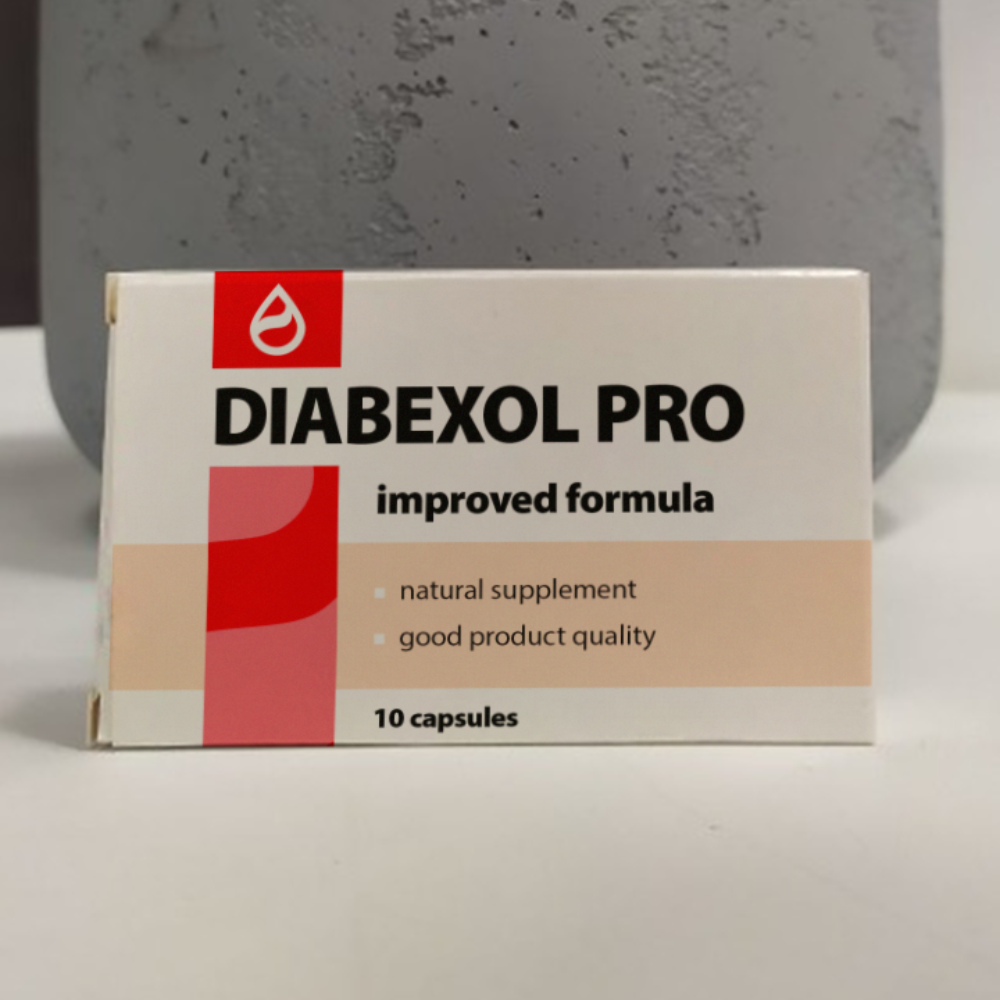 DIABEXOL PRO
improved formula
natural supplement
good product quality
10 capsules